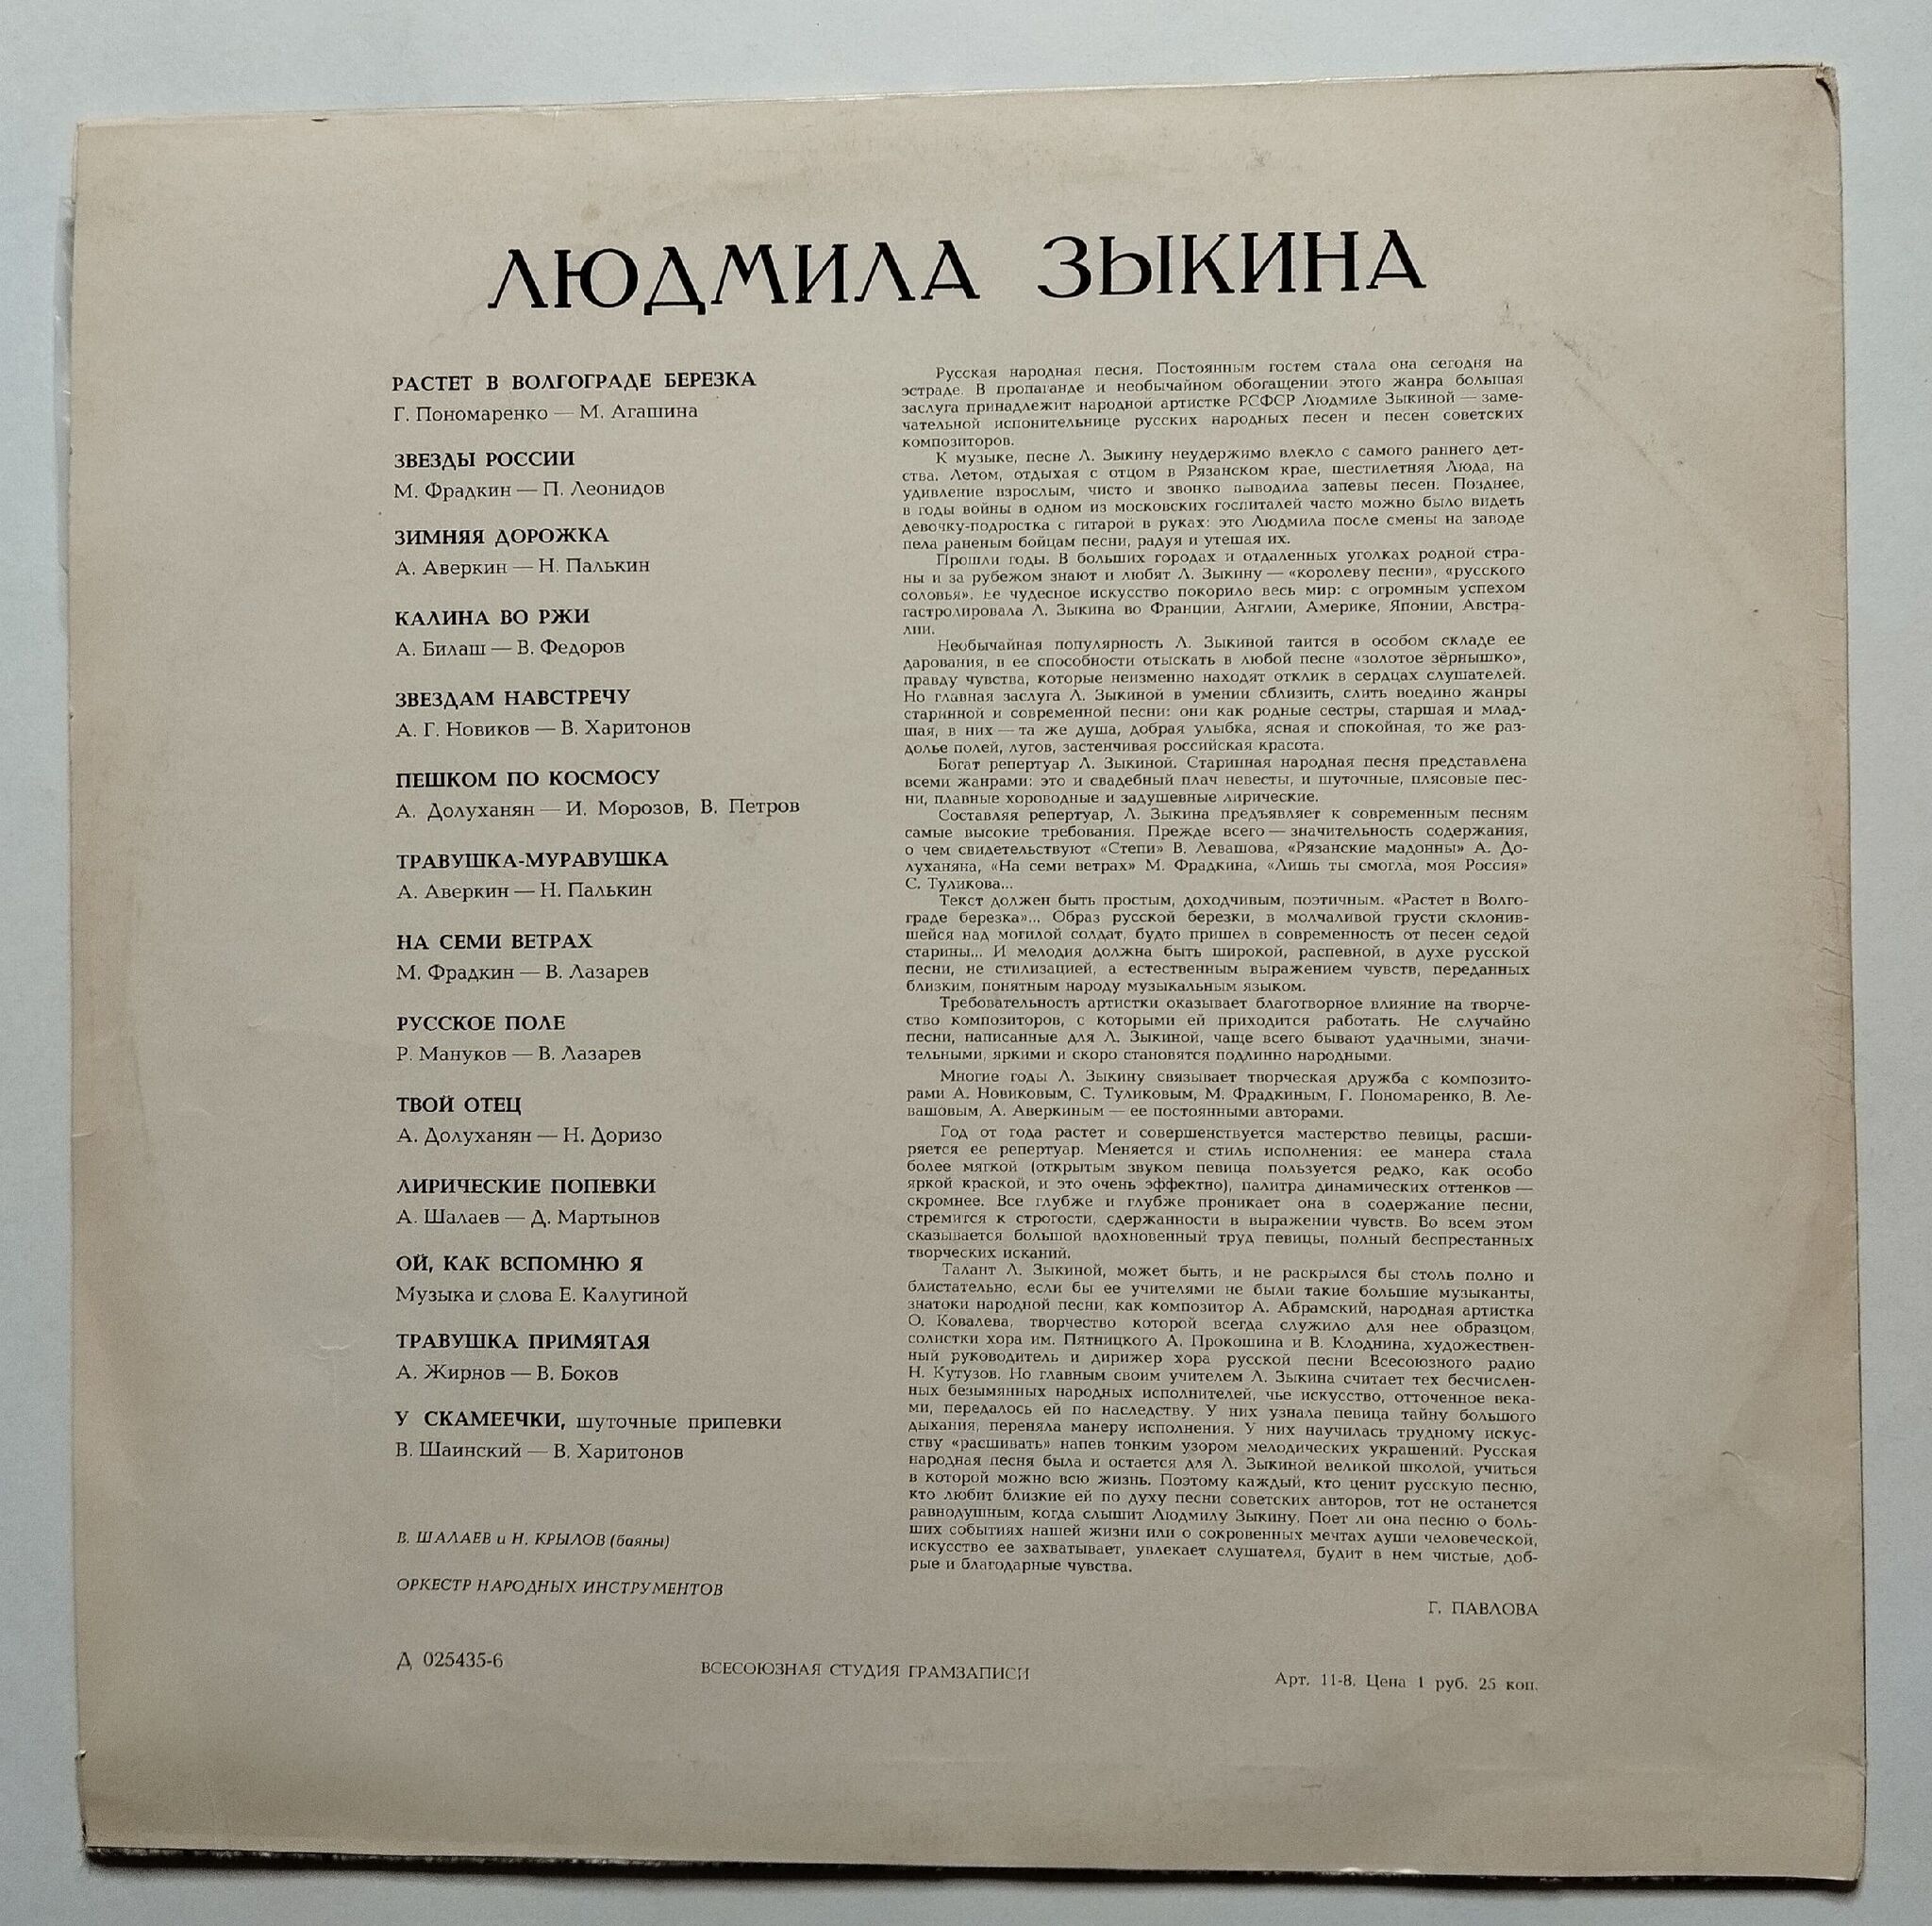 ЛЮДМИЛА ЗЫКИНА
РАСТЕТ В ВОЛГОГРАДЕ БЕРЕЗКА
Г. Пономаренко — М. Агашина
ЗВЕЗДЫ РОССИИ
М. Фрадкин — П. Леонидов
ЗИМНЯЯ ДОРОЖКА
А. Аверкин — Н. Палькин
КАЛИНА ВО РЖИ
А. Билаш — В. Федоров
ЗВЕЗДАМ НАВСТРЕЧУ
А. Г. Новиков — В. Харитонов
ПЕШКОМ ПО КОСМОСУ
А. Долуханян — И. Морозов, В. Петров
ТРАВУШКА-МУРАВУШКА
А. Аверкин — Н. Палькин
НА СЕМИ ВЕТРАХ
М. Фрадкин — В. Лазарев
РУССКОЕ ПОЛЕ
Р. Мануков — В. Лазарев
ТВОЙ ОТЕЦ
А. Долуханян — Н. Доризо
ЛИРИЧЕСКИЕ ПОПЕВКИ
А. Шалаев — Д. Мартынов
ОЙ, КАК ВСПОМНЮ Я
Музыка и слова Е. Калугиной
ТРАВУШКА ПРИМЯТАЯ
А. Жирнов — В. Боков
У СКАМЕЕЧКИ, шуточные припевки
В. Шаинский — В. Харитонов
В. ШАЛАЕВ и Н. КРЫЛОВ (баяны)
ОРКЕСТР НАРОДНЫХ ИНСТРУМЕНТОВ
Русская народная песня. Постоянным гостем стала она сегодня на
эстраде. В пропаганде и необычайном обогащении этого жанра большая
заслуга принадлежит народной артистке РСФСР Людмиле Зыкиной — заме-
чательной испонительнице русских народных песен и песен советских
композиторов.
К музыке, песне Л. Зыкину неудержимо влекло с самого раннего дет-
ства. Летом, отдыхая с отцом в Рязанском крае, шестилетняя Люда, на
удивление взрослым, чисто и звонко выводила запевы песен. Позднее,
в годы войны в одном из московских госпиталей часто можно было видеть
девочку-подростка с гитарой в руках: это Людмила после смены на заводе
пела раненым бойцам песни, радуя и утешая их.
Прошли годы. В больших городах и отдаленных уголках родной стра-
ны и за рубежом знают и любят Л. Зыкину — «королеву песни», «русского
соловья». Ее чудесное искусство покорило весь мир: с огромным успехом
гастролировала Л. Зыкина во Франции, Англии, Америке, Японии, Австра-
лии.
Необычайная популярность Л. Зыкиной таится в особом складе ее
дарования, в ее способности отыскать в любой песне «золотое зёрнышко»,
правду чувства, которые неизменно находят отклик в сердцах слушателей.
Но главная заслуга Л. Зыкиной в умении сблизить, слить воедино жанры
старинной и современной песни: они как родные сестры, старшая и млад-
шая, в них — та же душа, добрая улыбка, ясная и спокойная, то же раз-
долье полей, лугов, застенчивая российская красота.
Богат репертуар Л. Зыкиной. Старинная народная песня представлена
всеми жанрами: это и свадебный плач невесты, и шуточные, плясовые пес-
ни, плавные хороводные и задушевные лирические.
Составляя репертуар, Л. Зыкина предъявляет к современным песням
самые высокие требования. Прежде всего — значительность содержания,
о чем свидетельствуют «Степи» В. Левашова, «Рязанские мадонны» А. До-
луханяна, «На семи ветрах» М. Фрадкина, «Лишь ты смогла, моя Россия»
С. Туликова...
Текст должен быть простым, доходчивым, поэтичным. «Растет в Волго-
граде березка»... Образ русской березки, в молчаливой грусти склонив-
шейся над могилой солдат, будто пришел в современность от песен седой
старины... И мелодия должна быть широкой, распевной, в духе русской
песни, не стилизацией, а естественным выражением чувств, переданных
близким, понятным народу музыкальным языком.
Требовательность артистки оказывает благотворное влияние на творче-
ство композиторов, с которыми ей приходится работать. Не случайно
песни, написанные для Л. Зыкиной, чаще всего бывают удачными, значи-
тельными, яркими и скоро становятся подлинно народными.
Многие годы Л. Зыкину связывает творческая дружба с композито-
рами А. Новиковым, С. Туликовым, М. Фрадкиным, Г. Пономаренко, В. Ле-
вашовым, А. Аверкиным — ее постоянными авторами.
Год от года растет и совершенствуется мастерство певицы, расши-
ряется ее репертуар. Меняется и стиль исполнения: ее манера стала
более мягкой (открытым звуком певица пользуется редко, как особо
яркой краской, и это очень эффектно), палитра динамических оттенков —
скромнее. Все глубже и глубже проникает она в содержание песни,
стремится к строгости, сдержанности в выражении чувств. Во всем этом
сказывается большой вдохновенный труд певицы, полный беспрестанных
творческих исканий.
Талант Л. Зыкиной, может быть, и не раскрылся бы столь полно и
блистательно, если бы ее учителями не были такие большие музыканты,
знатоки народной песни, как композитор А. Абрамский, народная артистка
О. Ковалева, творчество которой всегда служило для нее образцом,
солистки хора им. Пятницкого А. Прокошина и В. Клоднина, художествен-
ный руководитель и дирижер хора русской песни Всесоюзного радио
Н. Кутузов. Но главным своим учителем Л. Зыкина считает тех бесчислен-
ных безымянных народных исполнителей, чье искусство, отточенное века-
ми, передалось ей по наследству. У них узнала певица тайну большого
дыхания, переняла манеру исполнения. У них научилась трудному искус-
ству «расшивать» напев тонким узором мелодических украшений. Русская
народная песня была и остается для Л. Зыкиной великой школой, учиться
в которой можно всю жизнь. Поэтому каждый, кто ценит русскую песню,
кто любит близкие ей по духу песни советских авторов, тот не останется
равнодушным, когда слышит Людмилу Зыкину. Поет ли она песню о боль-
ших событиях нашей жизни или о сокровенных мечтах души человеческой,
искусство ее захватывает, увлекает слушателя, будит в нем чистые, доб-
рые и благодарные чувства.
Г. ПАВЛОВА
Д 025435-6
ВСЕСОЮЗНАЯ СТУДИЯ ГРАМЗАПИСИ
Арт. 11-8. Цена 1 руб. 25 коп.